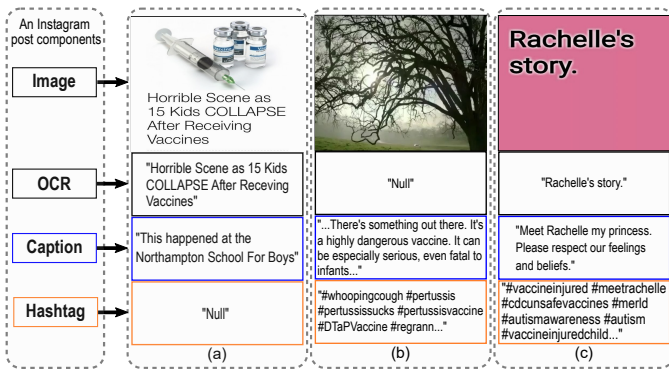 An Instagram
post components
Image
OCR
Caption
Hashtag
Horrible Scene as
15 Kids COLLAPSE
After Receiving
Vaccines
"Horrible Scene as 15 Kids
COLLAPSE After Receving
Vaccines"
"This happened at the
Northampton School For Boys"
"Null"
(a)
"Null"
"...There's something out there. It's
a highly dangerous vaccine. It can
be especially serious, even fatal to
infants..."
"#whoopingcough #pertussis
#pertussissucks #pertussisvaccine
#DTaPVaccine #regrann..."
(b)
Rachelle's
story.
"Rachelle's story."
"Meet Rachelle my princess.
Please respect our feelings
and beliefs."
"#vaccineinjured #meetrachelle
#cdcunsafevaccines #merld
#autismawareness #autism
#vaccineinjuredchild..."
(c)